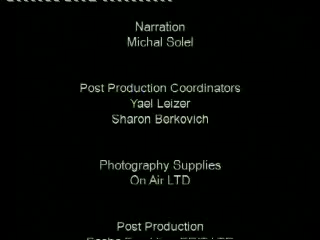 Narration
Michal Solel
Post Production Coordinators
Yael Leizer
Sharon Berkovich
Photography Supplies
On Air LTD
Post Production